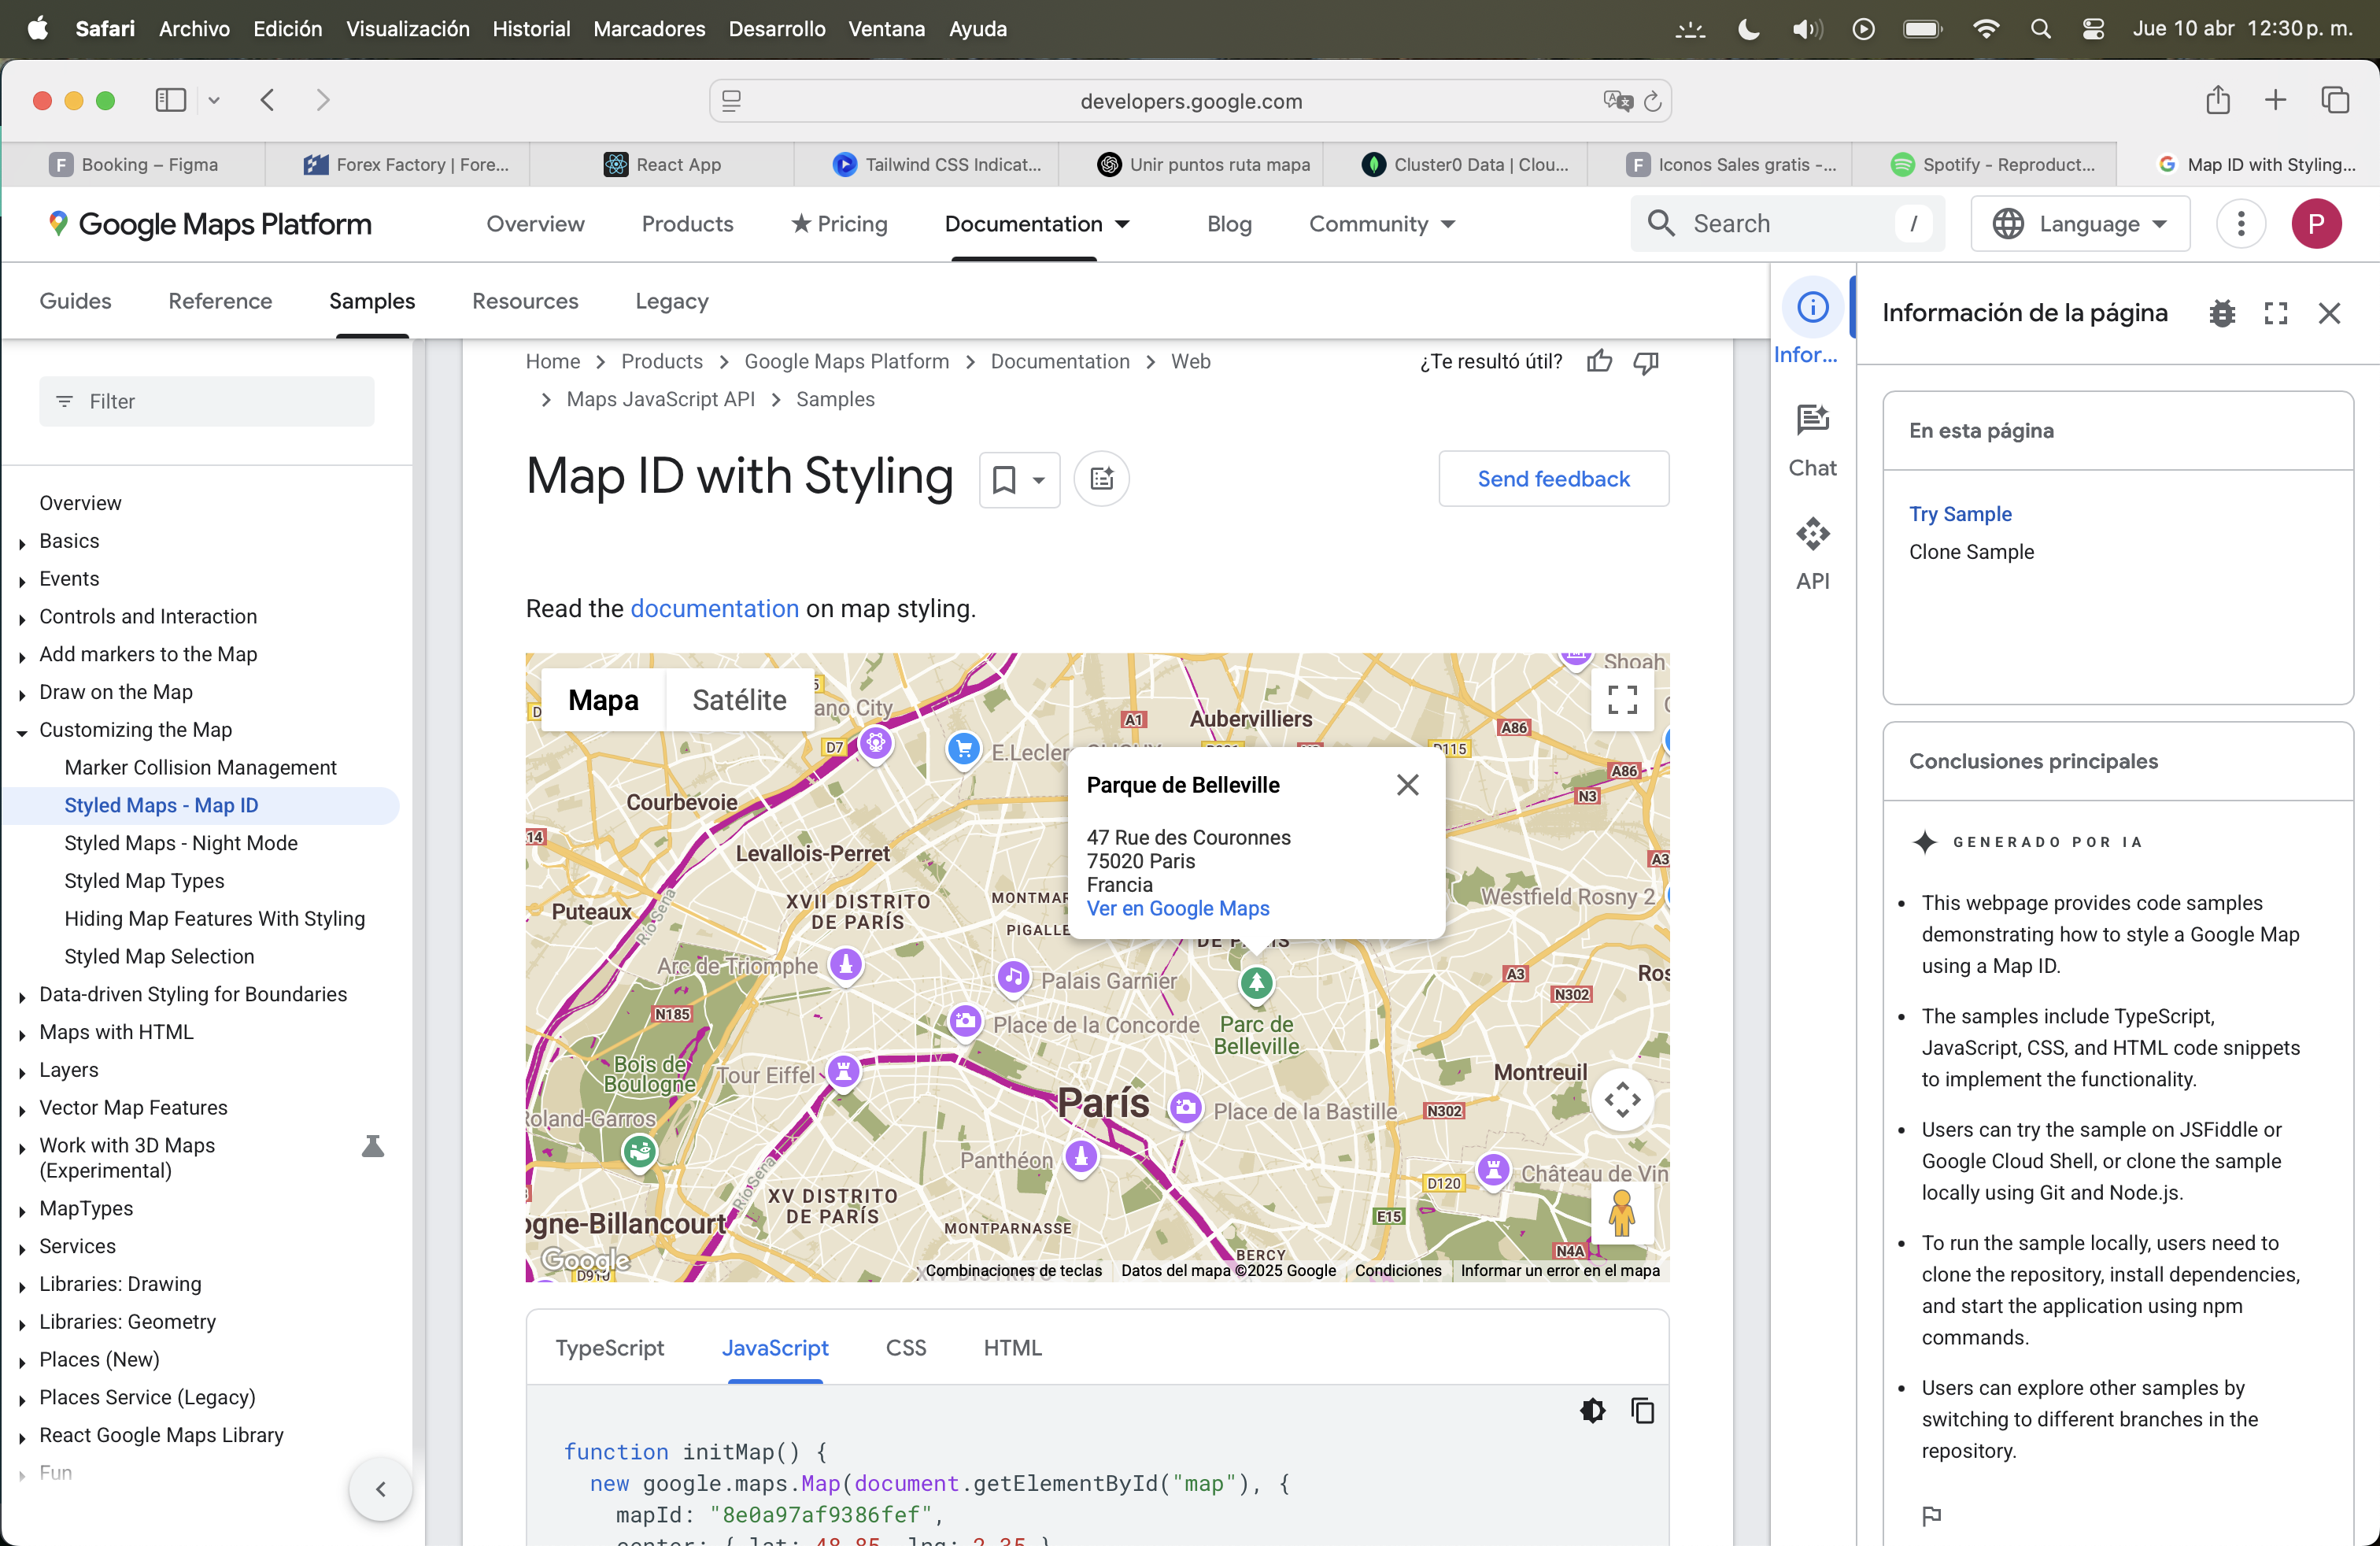 Safari Archivo Edición Visualización Historial Marcadores Desarrollo Ventana Ayuda
Jue 10 abr 12:30 p. m.
developers.google.com
Booking – Figma
Forex Factory | Fore...
React App
Tailwind CSS Indicat...
Unir puntos ruta mapa
Cluster0 Data | Clou...
Iconos Sales gratis -...
Spotify - Reproduct...
Map ID with Styling...
Google Maps Platform
Overview
Products
★ Pricing
Documentation
Blog
Community
Search /
Language
P
Guides
Reference
Samples
Resources
Legacy
Filter
Overview
Basics
Events
Controls and Interaction
Add markers to the Map
Draw on the Map
Customizing the Map
Marker Collision Management
Styled Maps - Map ID
Styled Maps - Night Mode
Styled Map Types
Hiding Map Features With Styling
Styled Map Selection
Data-driven Styling for Boundaries
Maps with HTML
Layers
Vector Map Features
Work with 3D Maps
(Experimental)
MapTypes
Services
Libraries: Drawing
Libraries: Geometry
Places (New)
Places Service (Legacy)
React Google Maps Library
Fun
Home > Products > Google Maps Platform > Documentation > Web
> Maps JavaScript API > Samples
¿Te resultó útil?
Map ID with Styling
Send feedback
Read the documentation on map styling.
Mapa
Satélite
ano City
Shoah
A1
Aubervilliers
A86
D7
E.Lecler
D115
A86
N3
Courbevoie
14
Levallois-Perret
A3
Westfield Rosny 2
Parque de Belleville
47 Rue des Couronnes
75020 Paris
Francia
Ver en Google Maps
XVII DISTRITO
DE PARÍS
MONTMAR
Puteaux
Río Sena
PIGALLE
Arc de Triomphe
Palais Garnier
A3
Ros
N302
N185
Place de la Concorde
Parc de
Belleville
Bois de
Boulogne
Tour Eiffel
Montreuil
París
Place de la Bastille
N302
Roland-Garros
Panthéon
Château de Vin
D120
Río Sena
XV DISTRITO
DE PARÍS
E15
ogne-Billancourt
MONTPARNASSE
BERCY
N4A
Google
D910
Combinaciones de teclas
Datos del mapa ©2025 Google
Condiciones
Informar un error en el mapa
TypeScript
JavaScript
CSS
HTML
function initMap() {
new google.maps.Map(document.getElementById("map"), {
mapId: "8e0a97af9386fef",
center: { lat: 48.85, lng: 2.35 },
Infor...
Chat
API
Información de la página
En esta página
Try Sample
Clone Sample
Conclusiones principales
GENERADO POR IA
• This webpage provides code samples
demonstrating how to style a Google Map
using a Map ID.
• The samples include TypeScript,
JavaScript, CSS, and HTML code snippets
to implement the functionality.
• Users can try the sample on JSFiddle or
Google Cloud Shell, or clone the sample
locally using Git and Node.js.
• To run the sample locally, users need to
clone the repository, install dependencies,
and start the application using npm
commands.
• Users can explore other samples by
switching to different branches in the
repository.